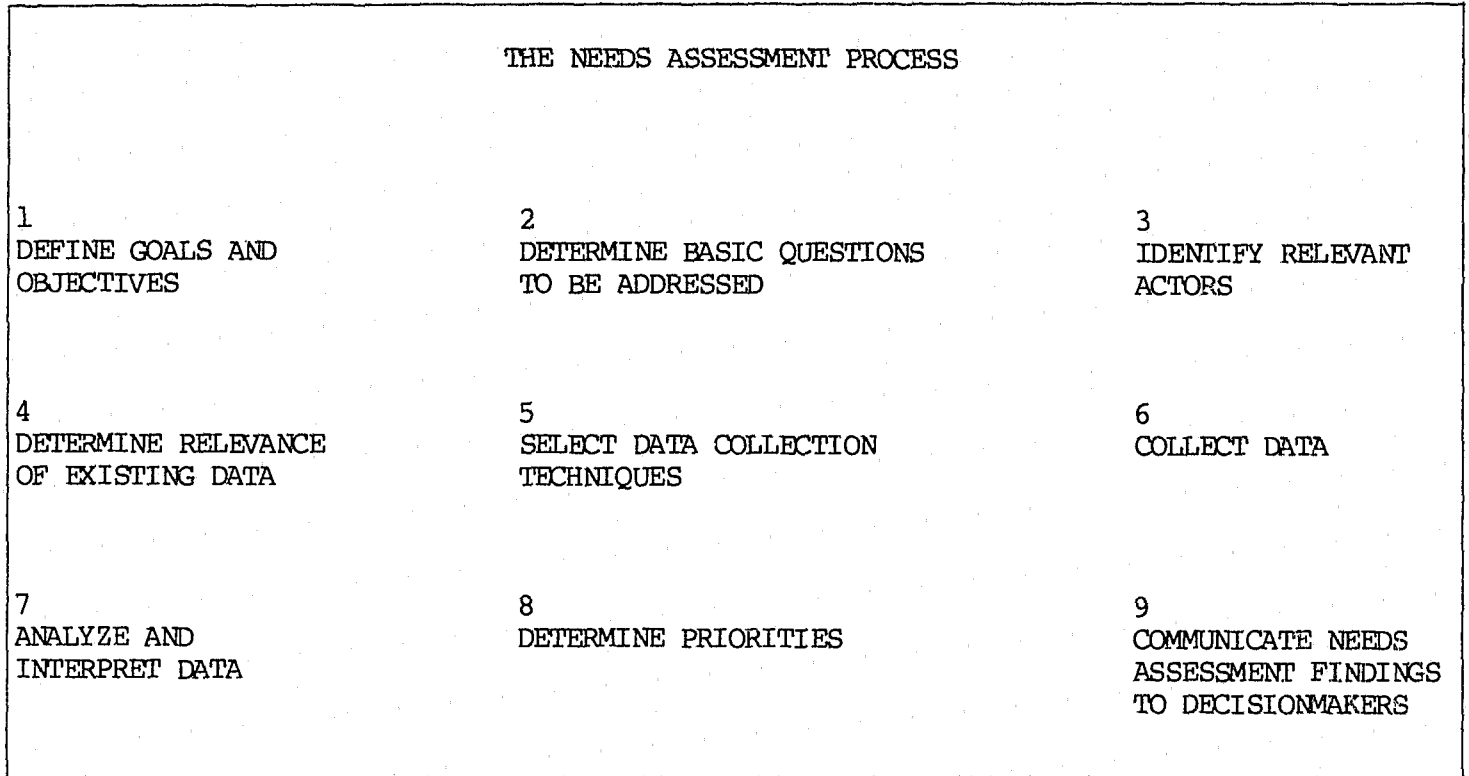 THE NEEDS ASSESSMENT PROCESS
1
DEFINE GOALS AND
OBJECTIVES
2
DETERMINE BASIC QUESTIONS
TO BE ADDRESSED
3
IDENTIFY RELEVANT
ACTORS
4
DETERMINE RELEVANCE
OF EXISTING DATA
5
SELECT DATA COLLECTION
TECHNIQUES
6
COLLECT DATA
7
ANALYZE AND
INTERPRET DATA
8
DETERMINE PRIORITIES
9
COMMUNICATE NEEDS
ASSESSMENT FINDINGS
TO DECISIONMAKERS